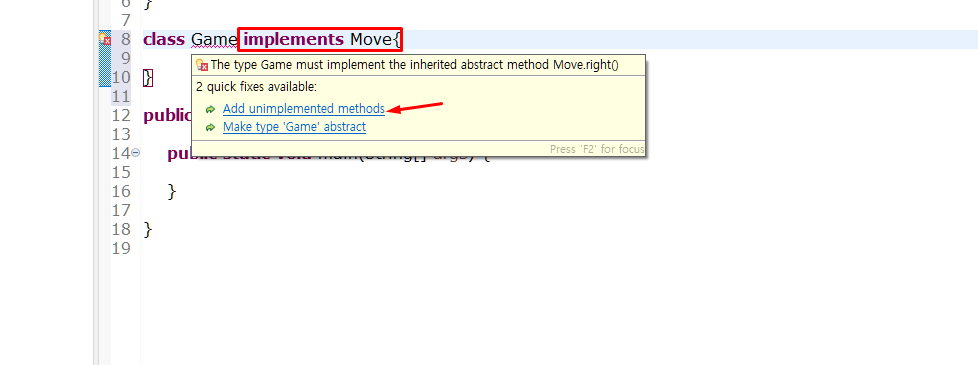 6 }
7
8 class Game implements Move{
9
The type Game must implement the inherited abstract method Move.right()
2 quick fixes available:
Add unimplemented methods
Make type 'Game' abstract
Press 'F2' for focus
10 }
11
12 public
13
14 public static void main(String[] args) {
15
16 }
17
18 }
19